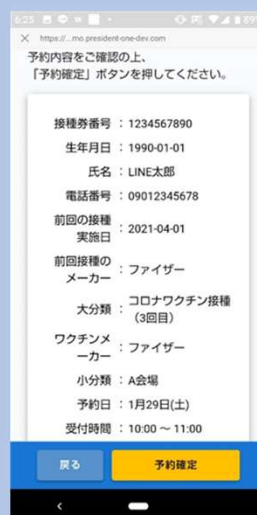 6:25
89%
https://...mo.president-one-dev.com
予約内容をご確認の上、
「予約確定」ボタンを押してください。
接種券番号 : 1234567890
生年月日 : 1990-01-01
氏名 : LINE太郎
電話番号 : 09012345678
前回の接種
実施日 : 2021-04-01
前回接種の
メーカー : ファイザー
大分類 : コロナワクチン接種
(3回目)
ワクチンメ
ーカー : ファイザー
小分類 : A会場
予約日 : 1月29日(土)
受付時間 : 10:00 ~ 11:00
戻る
予約確定